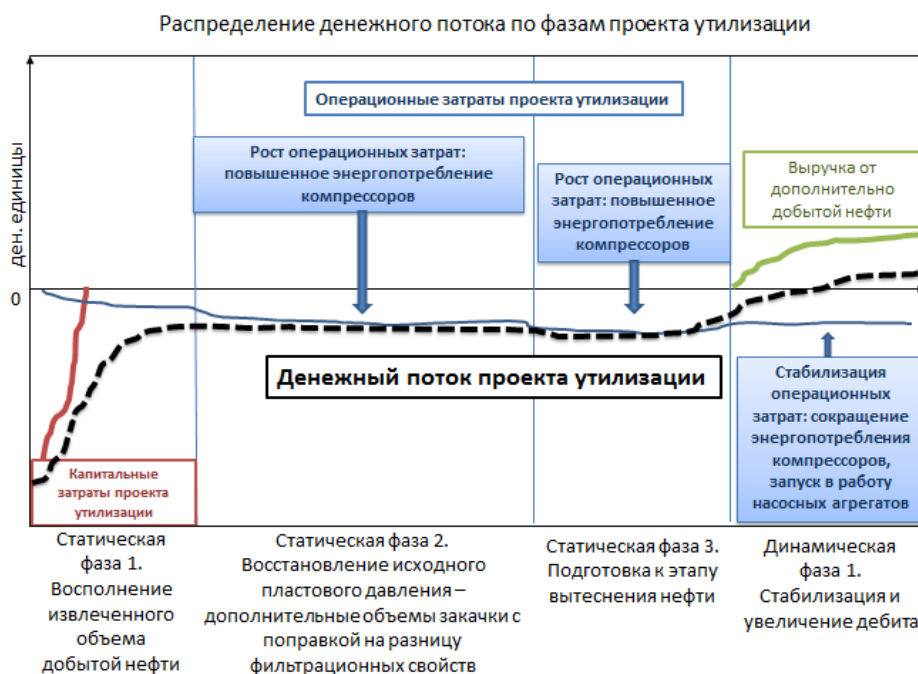 Распределение денежного потока по фазам проекта утилизации
ден. единицы
0
Операционные затраты проекта утилизации
Рост операционных затрат:
повышенное энергопотребление
компрессоров
Рост операционных
затрат: повышенное
энергопотребление
компрессоров
Выручка от
дополнительно
добытой нефти
Денежный поток проекта утилизации
Стабилизация
операционных
затрат: сокращение
энергопотребления
компрессоров,
запуск в работу
насосных агрегатов
Капитальные
затраты проекта
утилизации
Статическая
фаза 1.
Восполнение
извлеченного
объема
добытой нефти
Статическая фаза 2.
Восстановление исходного
пластового давления –
дополнительные объемы закачки с
поправкой на разницу
фильтрационных свойств
Статическая фаза 3.
Подготовка к этапу
вытеснения нефти
Динамическая
фаза 1.
Стабилизация и
увеличение дебита